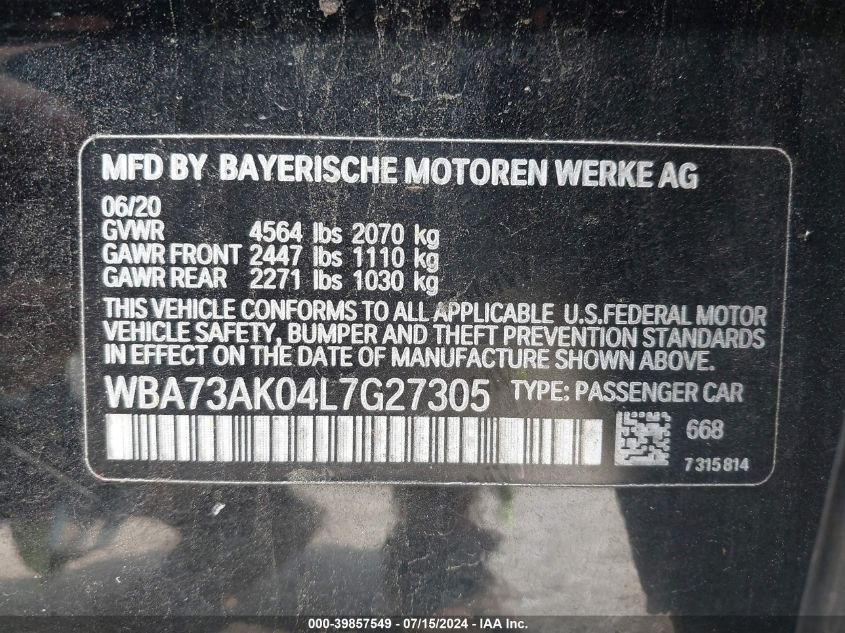 MFD BY BAYERISCHE MOTOREN WERKE AG
06/20
GVWR 4564 lbs 2070 kg
GAWR FRONT 2447 lbs 1110 kg
GAWR REAR 2271 lbs 1030 kg
THIS VEHICLE CONFORMS TO ALL APPLICABLE U.S.FEDERAL MOTOR
VEHICLE SAFETY, BUMPER AND THEFT PREVENTION STANDARDS
IN EFFECT ON THE DATE OF MANUFACTURE SHOWN ABOVE.
WBA73AK04L7G27305 TYPE: PASSENGER CAR
668
7315814
000-39857549 - 07/15/2024 - IAA Inc.